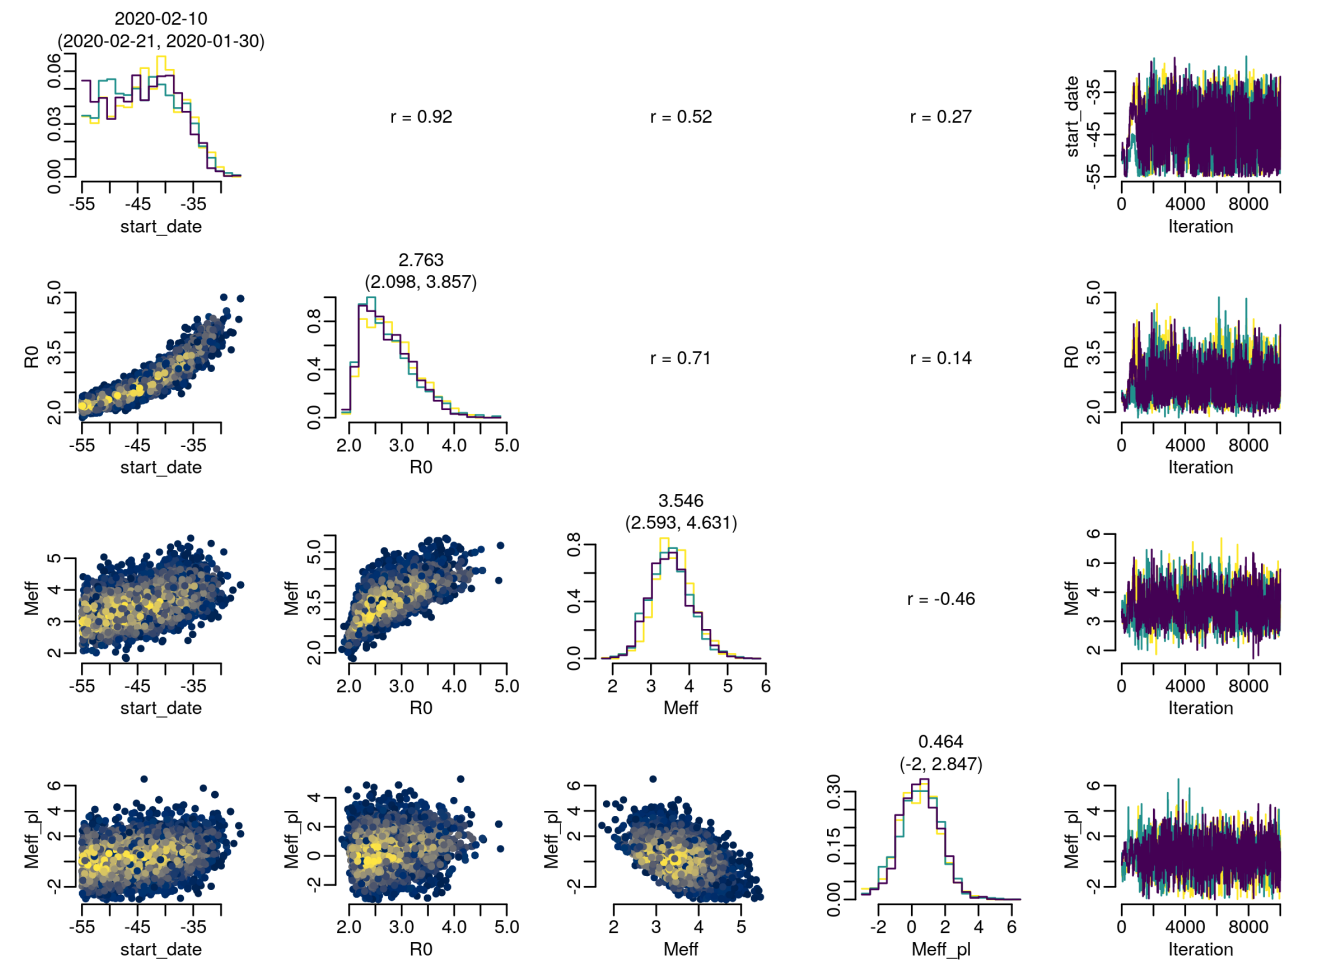 2020-02-10
(2020-02-21, 2020-01-30)
0.00 0.03 0.06
-55 -45 -35
start_date
r = 0.92
r = 0.52
r = 0.27
start_date
-55 -45 -35
0 4000 8000
Iteration
R0
2.0 3.5 5.0
-55 -45 -35
start_date
2.763
(2.098, 3.857)
0.0 0.4 0.8
2.0 3.0 4.0 5.0
R0
r = 0.71
r = 0.14
R0
2.0 3.5 5.0
0 4000 8000
Iteration
Meff
2 3 4 5
-55 -45 -35
start_date
Meff
2.0 3.5 5.0
2.0 3.0 4.0 5.0
R0
3.546
(2.593, 4.631)
0.0 0.4 0.8
2 3 4 5 6
Meff
r = -0.46
Meff
2 3 4 5 6
0 4000 8000
Iteration
Meff_pl
-2 2 4 6
-55 -45 -35
start_date
Meff_pl
-2 0 2 4
2.0 3.0 4.0 5.0
R0
Meff_pl
-2 2 4 6
2 3 4 5
Meff
0.464
(-2, 2.847)
0.00 0.15 0.30
-2 0 2 4 6
Meff_pl
Meff_pl
-2 2 4 6
0 4000 8000
Iteration